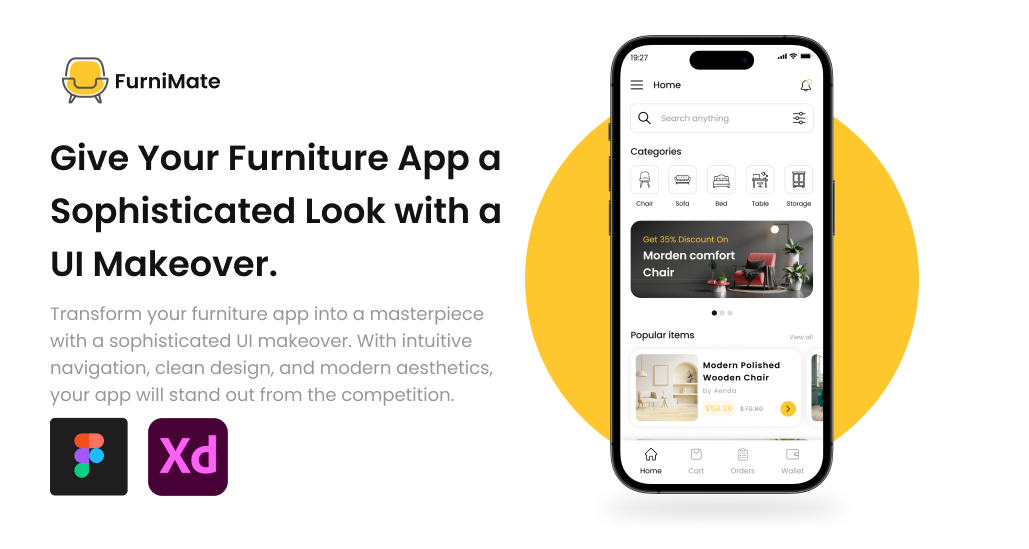 FurniMate
Give Your Furniture App a
Sophisticated Look with a
UI Makeover.
Transform your furniture app into a masterpiece
with a sophisticated UI makeover. With intuitive
navigation, clean design, and modern aesthetics,
your app will stand out from the competition.
Xd
19:27
Home
Search anything
Categories
Chair Sofa Bed Table Storage
Get 35% Discount On
Morden comfort
Chair
Popular items View all
Modern Polished
Wooden Chair
by Aenda
$50.30 $70.80
Home Cart Orders Wallet